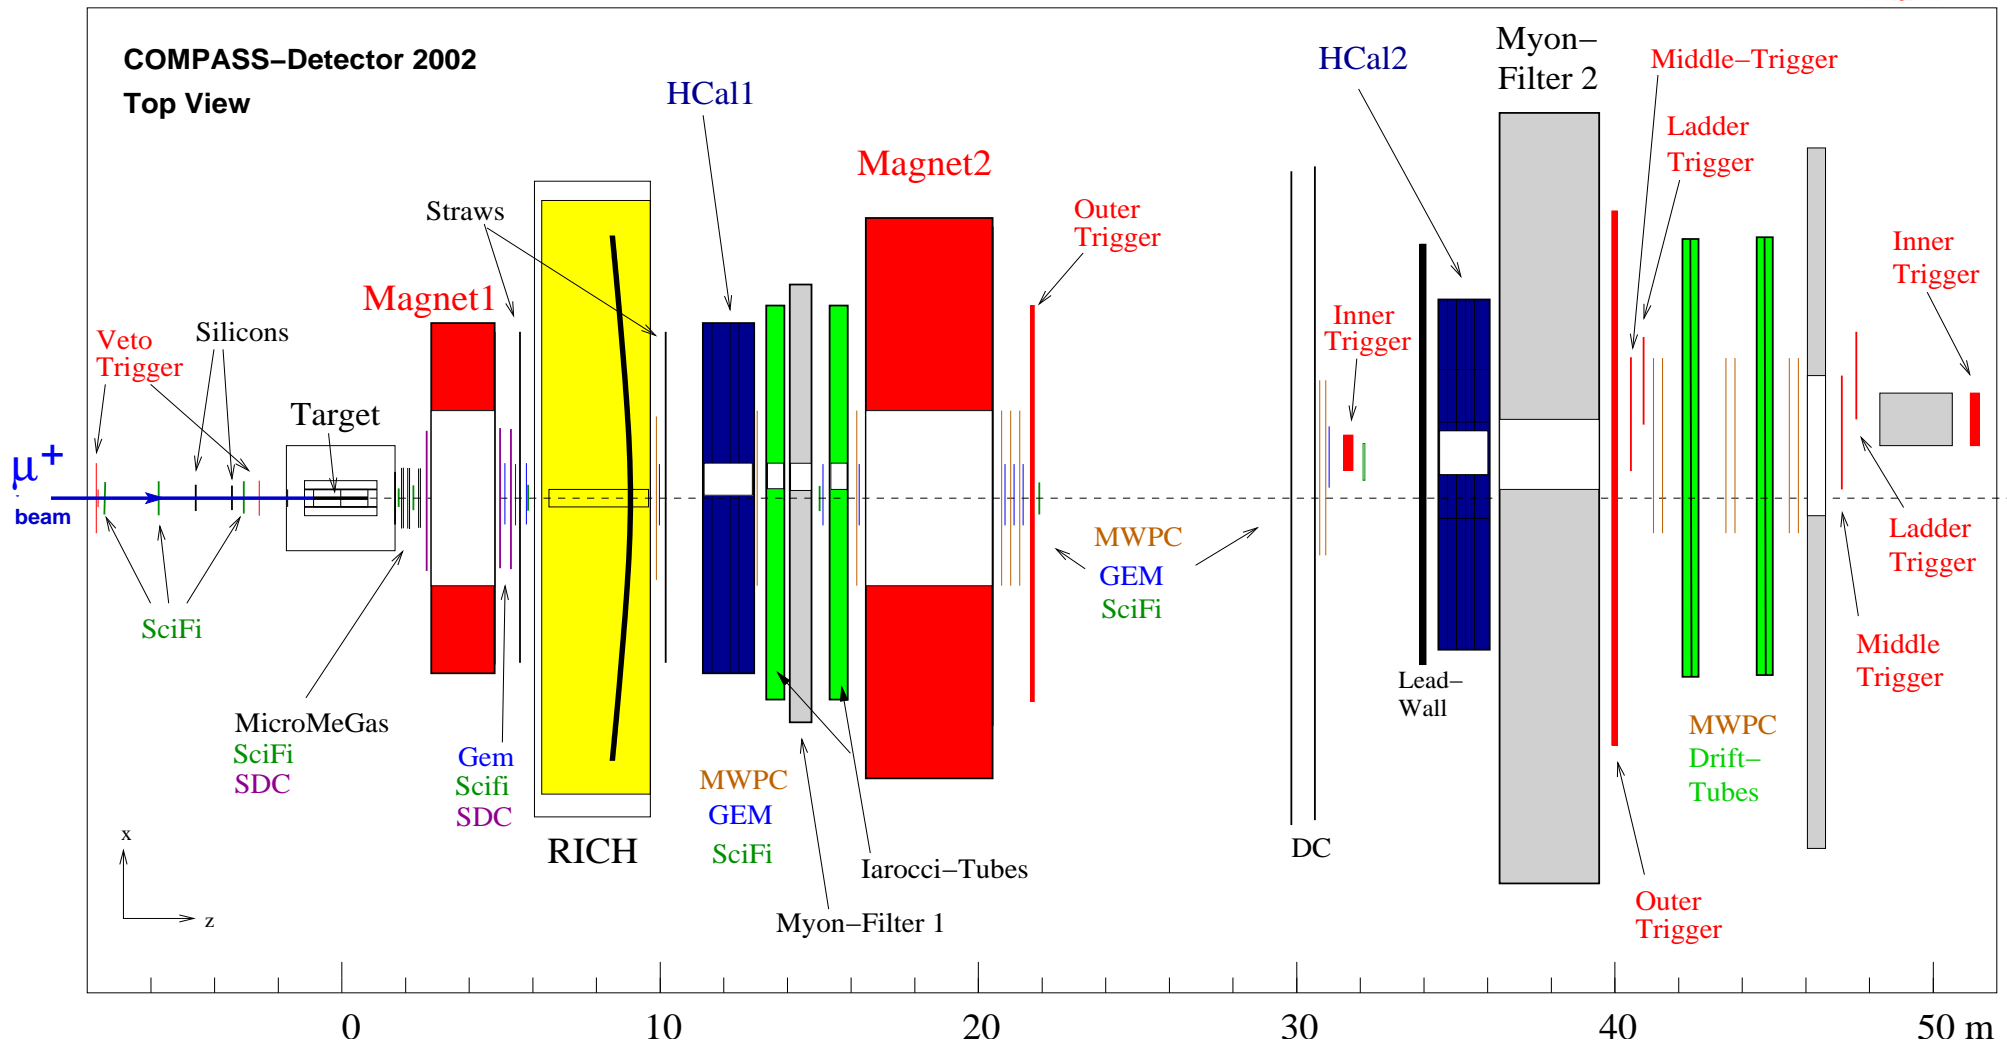 COMPASS−Detector 2002
Top View
HCal1
Magnet2
HCal2
Myon−
Filter 2
Middle−Trigger
Ladder
Trigger
Straws
Outer
Trigger
Inner
Trigger
Magnet1
Veto
Trigger
Silicons
Target
Inner
Trigger
μ+
beam
SciFi
MWPC
GEM
SciFi
Ladder
Trigger
Middle
Trigger
Lead−
Wall
MicroMeGas
SciFi
SDC
Gem
Scifi
SDC
MWPC
GEM
SciFi
MWPC
Drift−
Tubes
RICH
DC
Iarocci−Tubes
Myon−Filter 1
Outer
Trigger
x
z
0 10 20 30 40 50 m